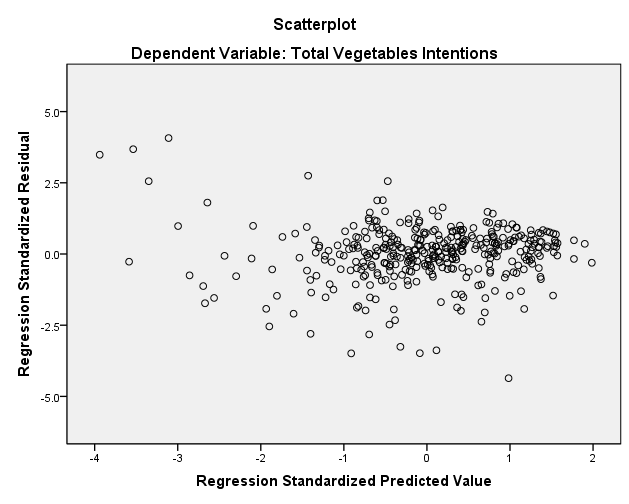 Scatterplot
Dependent Variable: Total Vegetables Intentions
Regression Standardized Residual
5.0
2.5
0.0
-2.5
-5.0
-4 -3 -2 -1 0 1 2
Regression Standardized Predicted Value